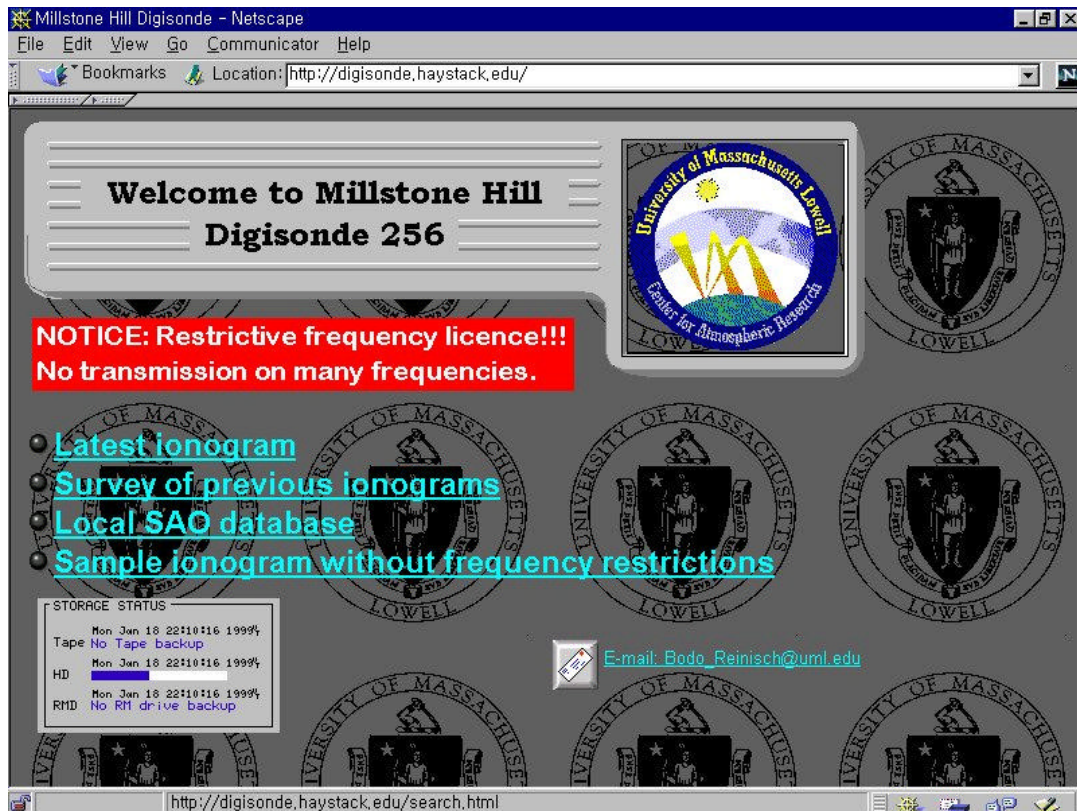 Millstone Hill Digisonde - Netscape
File Edit View Go Communicator Help
Bookmarks Location: http://digisonde.haystack.edu/
N
Welcome to Millstone Hill
Digisonde 256
University of Massachusetts Lowell
Center for Atmospheric Research
NOTICE: Restrictive frequency licence!!!
No transmission on many frequencies.
Latest ionogram
Survey of previous ionograms
Local SAO database
Sample ionogram without frequency restrictions
STORAGE STATUS
Mon Jan 18 22:10:16 1999
Tape No Tape backup
Mon Jan 18 22:10:16 1999
HD
Mon Jan 18 22:10:16 1999
RMD No RM drive backup
E-mail: Bodo_Reinisch@uml.edu
UNIVERSITY OF MASSACHUSETTS
LOWELL
http://digisonde.haystack.edu/search.html